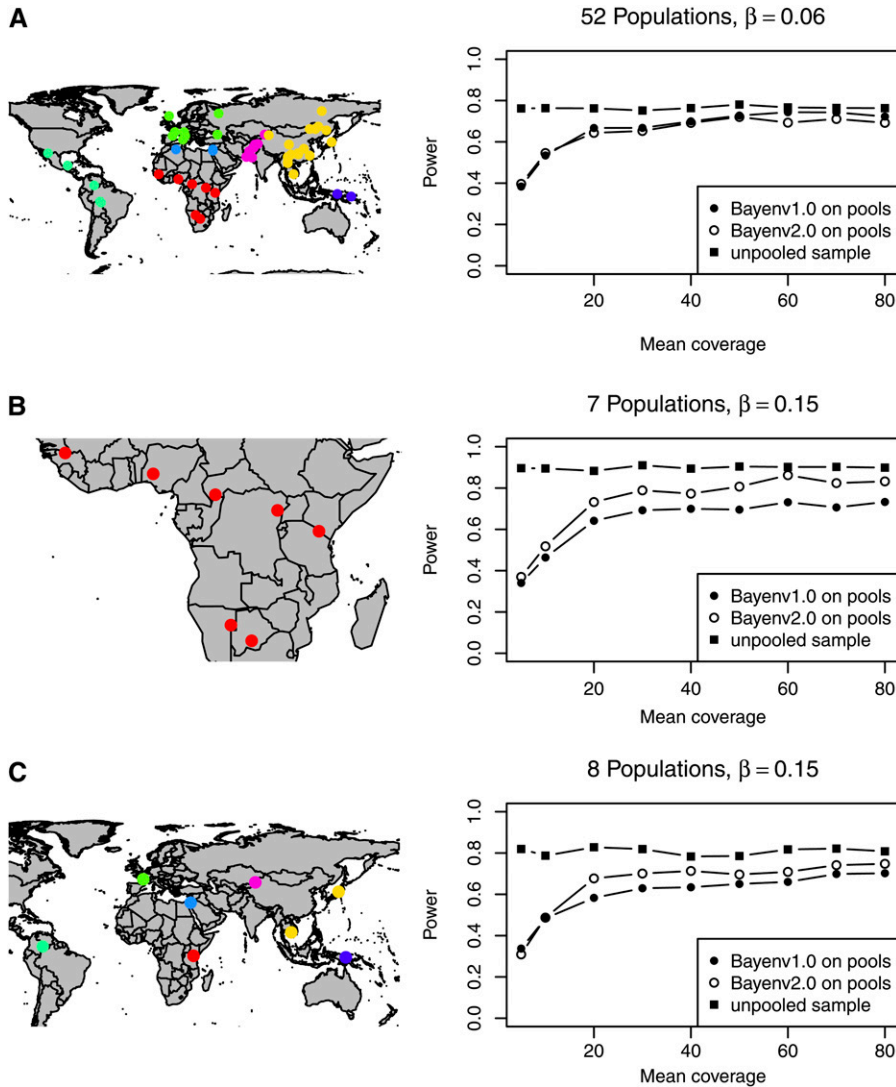 A
52 Populations, β = 0.06
Power
0.0 0.2 0.4 0.6 0.8 1.0
Bayenv1.0 on pools
Bayenv2.0 on pools
unpooled sample
20 40 60 80
Mean coverage
B
7 Populations, β = 0.15
Power
0.0 0.2 0.4 0.6 0.8 1.0
Bayenv1.0 on pools
Bayenv2.0 on pools
unpooled sample
20 40 60 80
Mean coverage
C
8 Populations, β = 0.15
Power
0.0 0.2 0.4 0.6 0.8 1.0
Bayenv1.0 on pools
Bayenv2.0 on pools
unpooled sample
20 40 60 80
Mean coverage